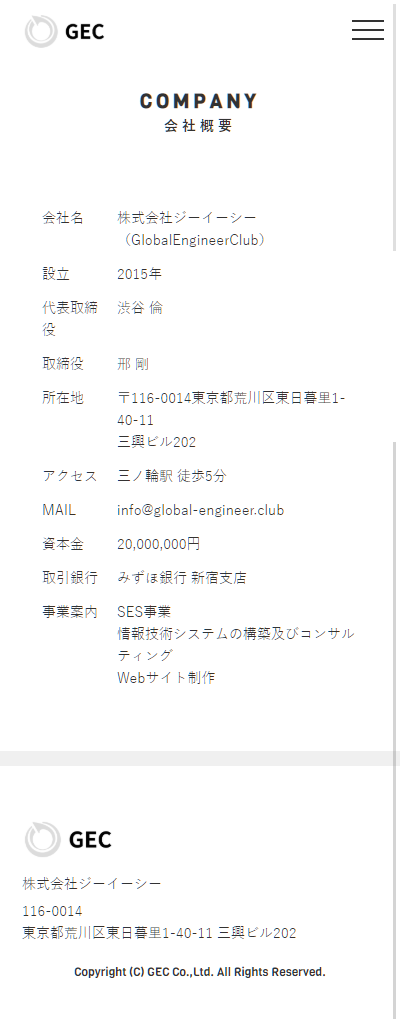 GEC
COMPANY
会社概要
会社名 株式会社ジーイーシー
（GlobalEngineerClub）
設立 2015年
代表取締 渋谷 倫
役
取締役 邢 剛
所在地 〒116-0014東京都荒川区東日暮里1-
40-11
三興ビル202
アクセス 三ノ輪駅 徒歩5分
MAIL info@global-engineer.club
資本金 20,000,000円
取引銀行 みずほ銀行 新宿支店
事業案内 SES事業
情報技術システムの構築及びコンサル
ティング
Webサイト制作
GEC
株式会社ジーイーシー
116-0014
東京都荒川区東日暮里1-40-11 三興ビル202
Copyright (C) GEC Co.,Ltd. All Rights Reserved.